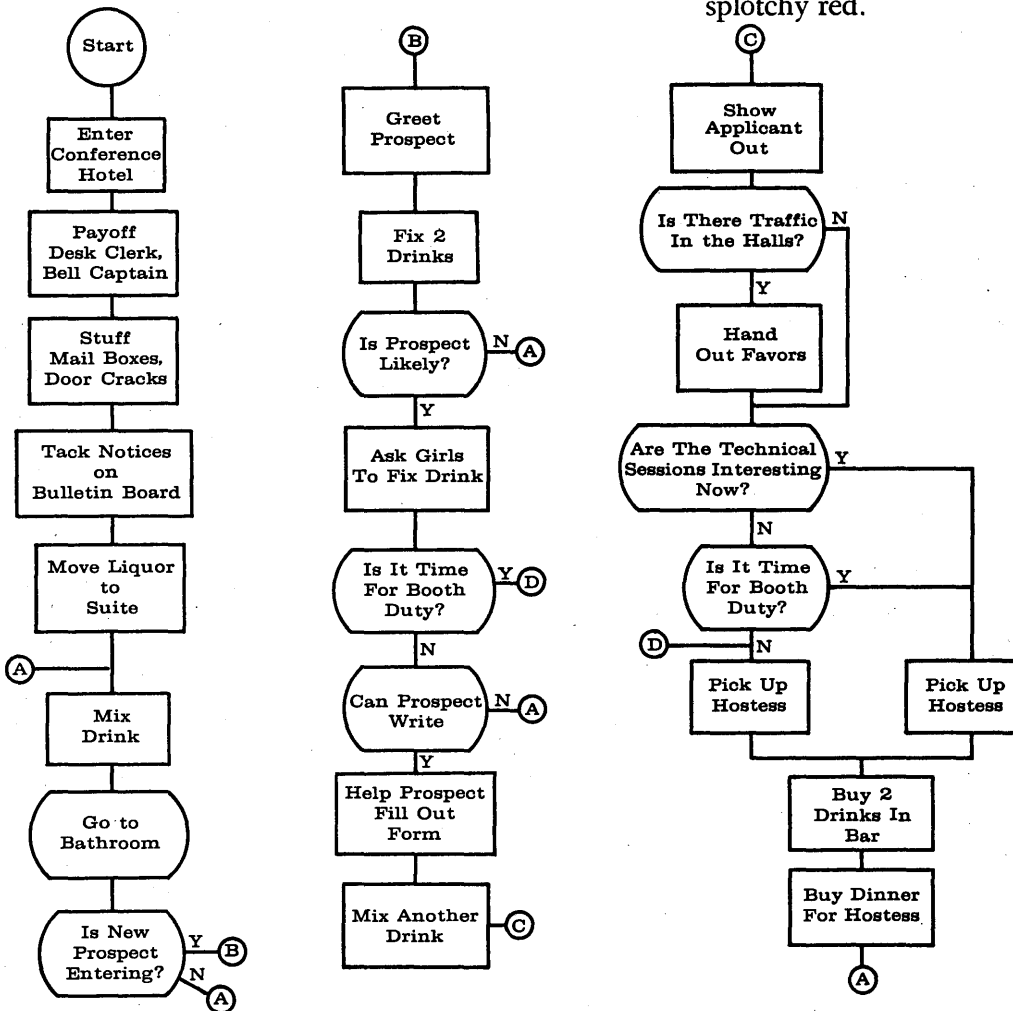 splotchy red.
Start
Enter
Conference
Hotel
Payoff
Desk Clerk,
Bell Captain
Stuff
Mail Boxes,
Door Cracks
Tack Notices
on
Bulletin Board
Move Liquor
to
Suite
A
Mix
Drink
Go to
Bathroom
Is New
Prospect
Entering?
Y
B
N
A
B
Greet
Prospect
Fix 2
Drinks
Is Prospect
Likely?
N
A
Y
Ask Girls
To Fix Drink
Is It Time
For Booth
Duty?
Y
D
N
Can Prospect
Write
N
A
Y
Help Prospect
Fill Out
Form
Mix Another
Drink
C
C
Show
Applicant
Out
Is There Traffic
In the Halls?
N
Y
Hand
Out Favors
Are The Technical
Sessions Interesting
Now?
Y
N
Is It Time
For Booth
Duty?
Y
D
N
Pick Up
Hostess
Pick Up
Hostess
Buy 2
Drinks In
Bar
Buy Dinner
For Hostess
A